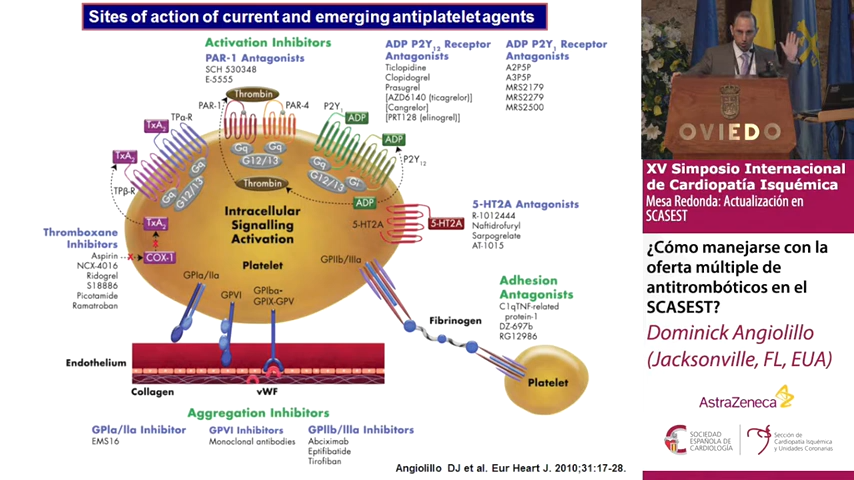 Sites of action of current and emerging antiplatelet agents
Activation Inhibitors
PAR-1 Antagonists
SCH 530348
E-5555
ADP P2Y12 Receptor
Antagonists
Ticlopidine
Clopidogrel
Prasugrel
[AZD6140 (ticagrelor)]
[Cangrelor]
[PRT128 (elinogrel)]
ADP P2Y1 Receptor
Antagonists
A2P5P
A3P5P
MRS2179
MRS2279
MRS2500
Thrombin
PAR-1
PAR-4
P2Y1
ADP
TPα-R
TxA2
ADP
TxA2
P2Y12
Gq
Gq
Gq
Gq
G12/13
Gq
Gi
Gq
G12/13
TPβ-R
Thrombin
ADP
TxA2
Intracellular
Signalling
Activation
5-HT2A
5-HT2A
5-HT2A Antagonists
R-1012444
Naftidrofuryl
Sarpogrelate
AT-1015
Thromboxane
Inhibitors
Aspirin
NCX-4016
Ridogrel
S18886
Picotamide
Ramatroban
COX-1
Platelet
GPIIb/IIIa
GPIa/IIa
GPVI
GPIba-
GPIX-GPV
Adhesion
Antagonists
C1qTNF-related
protein-1
DZ-697b
RG12986
Fibrinogen
Endothelium
Collagen
vWF
Platelet
Aggregation Inhibitors
GPIa/IIa Inhibitor
EMS16
GPVI Inhibitors
Monoclonal antibodies
GPIIb/IIIb Inhibitors
Abciximab
Eptifibatide
Tirofiban
Angiolillo DJ et al. Eur Heart J. 2010;31:17-28.
OVIEDO
XV Simposio Internacional
de Cardiopatía Isquémica
Mesa Redonda: Actualización en
SCASEST
¿Cómo manejarse con la
oferta múltiple de
antitrombóticos en el
SCASEST?
Dominick Angiolillo
(Jacksonville, FL, EUA)
AstraZeneca
SOCIEDAD
ESPAÑOLA DE
CARDIOLOGÍA
Sección de
Cardiopatía Isquémica
y Unidades Coronarias